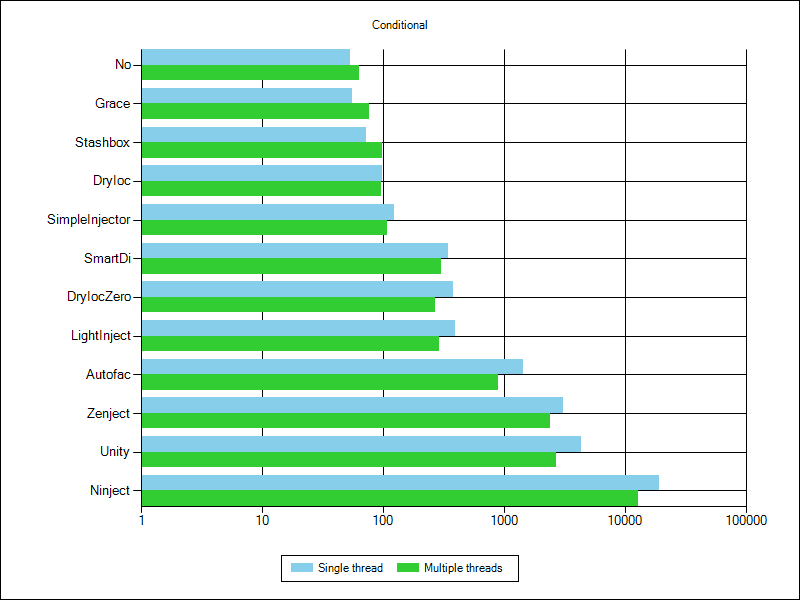 Conditional
No
Grace
Stashbox
DryIoc
SimpleInjector
SmartDi
DryIocZero
LightInject
Autofac
Zenject
Unity
Ninject
1 10 100 1000 10000 100000
Single thread Multiple threads